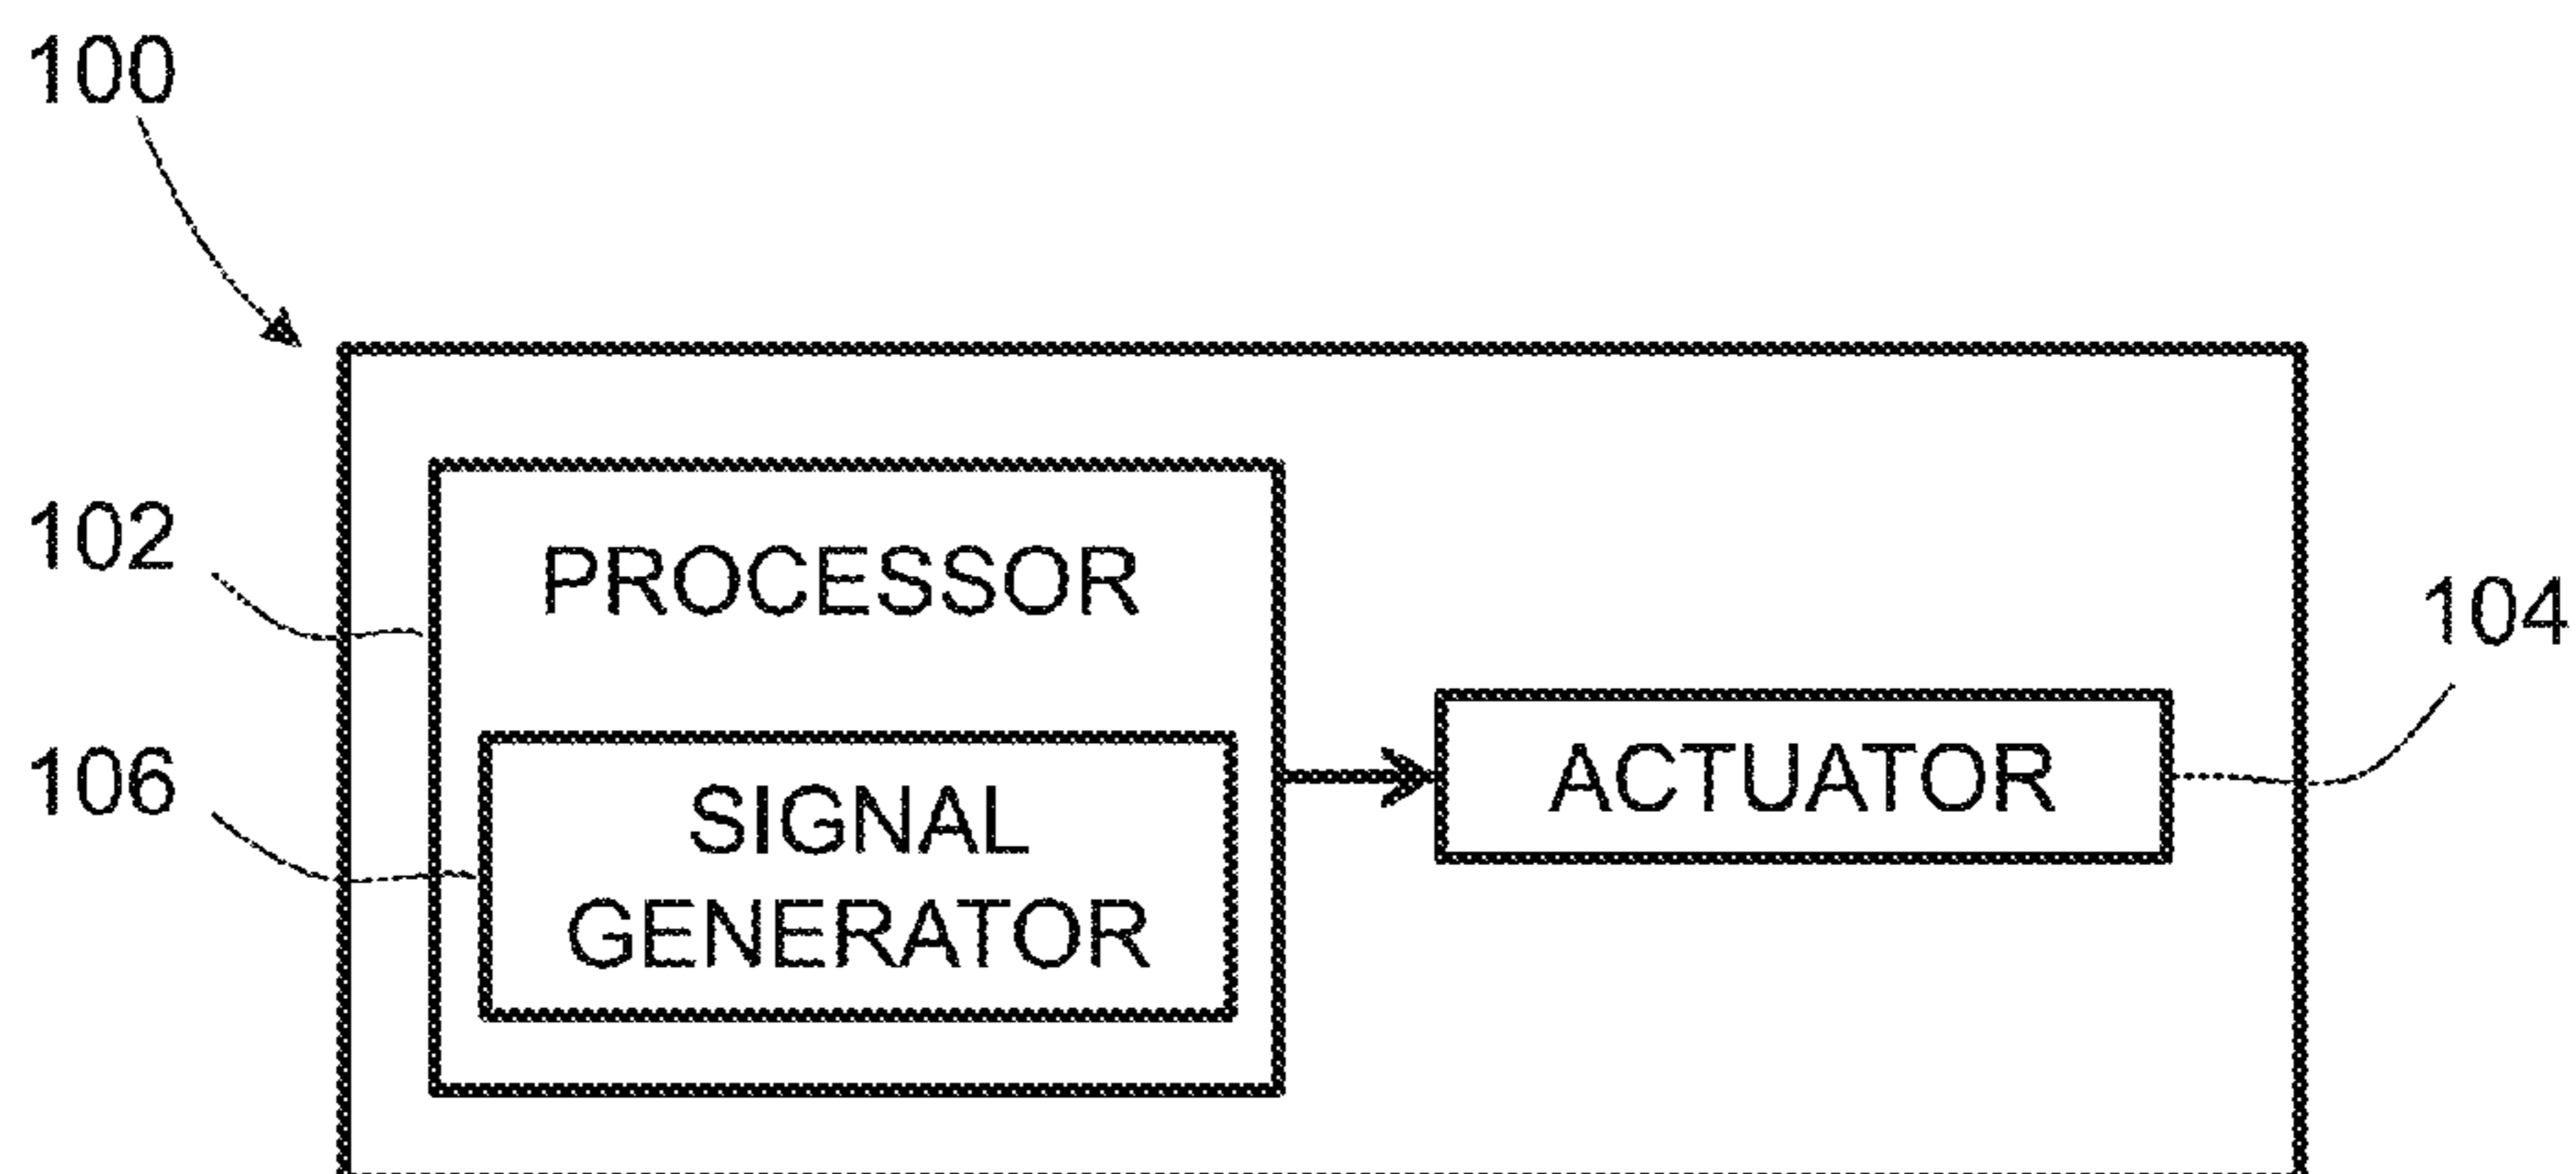 100
102
PROCESSOR
104
106
SIGNAL
GENERATOR
ACTUATOR